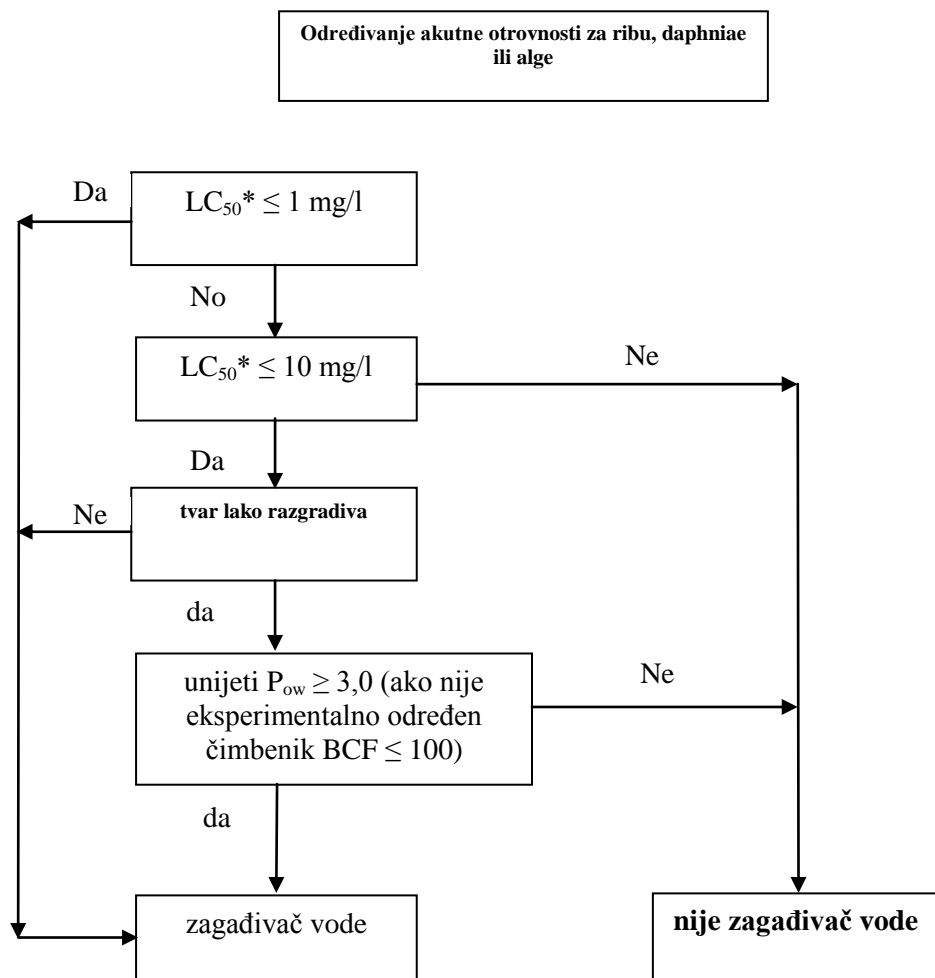 Određivanje akutne otrovnosti za ribu, daphniae
ili alge
Da
LC₅₀* ≤ 1 mg/l
No
LC₅₀* ≤ 10 mg/l
Ne
Da
Ne
tvar lako razgradiva
da
unijeti Pₒw ≥ 3,0 (ako nije
eksperimentalno određen
čimbenik BCF ≤ 100)
Ne
da
zagađivač vode
nije zagađivač vode